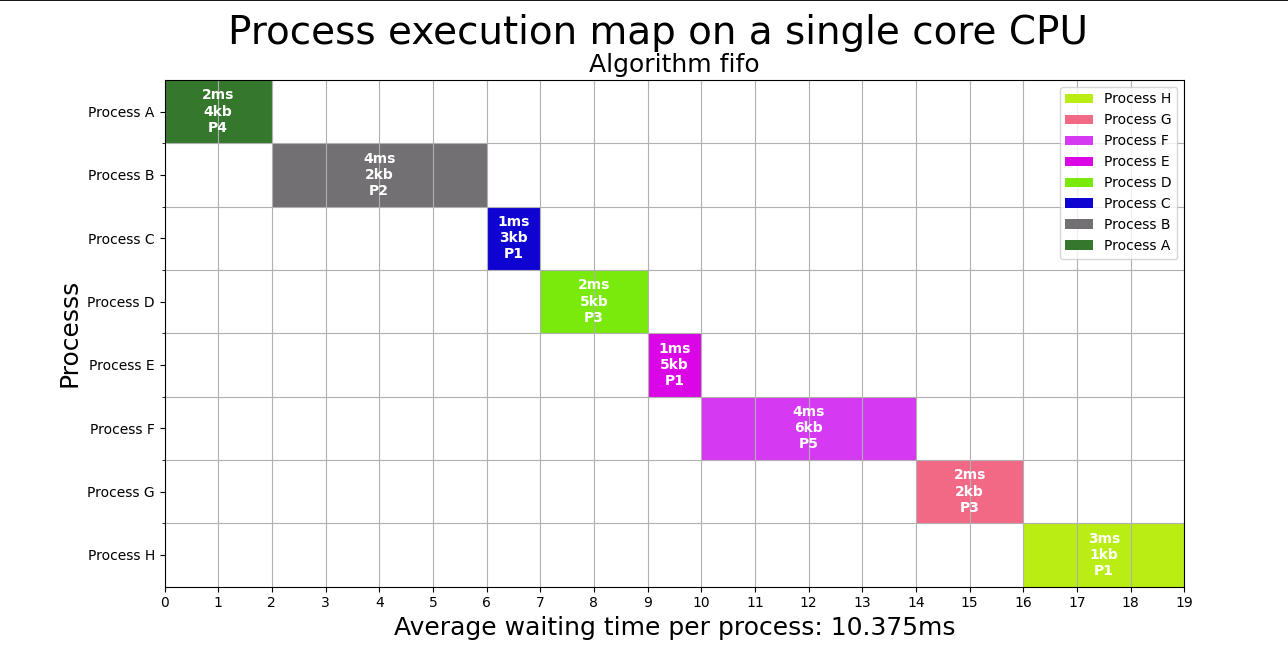 Process execution map on a single core CPU
Algorithm fifo
Processs
Process A
Process B
Process C
Process D
Process E
Process F
Process G
Process H
2ms
4kb
P4
4ms
2kb
P2
1ms
3kb
P1
2ms
5kb
P3
1ms
5kb
P1
4ms
6kb
P5
2ms
2kb
P3
3ms
1kb
P1
Process H
Process G
Process F
Process E
Process D
Process C
Process B
Process A
0 1 2 3 4 5 6 7 8 9 10 11 12 13 14 15 16 17 18 19
Average waiting time per process: 10.375ms